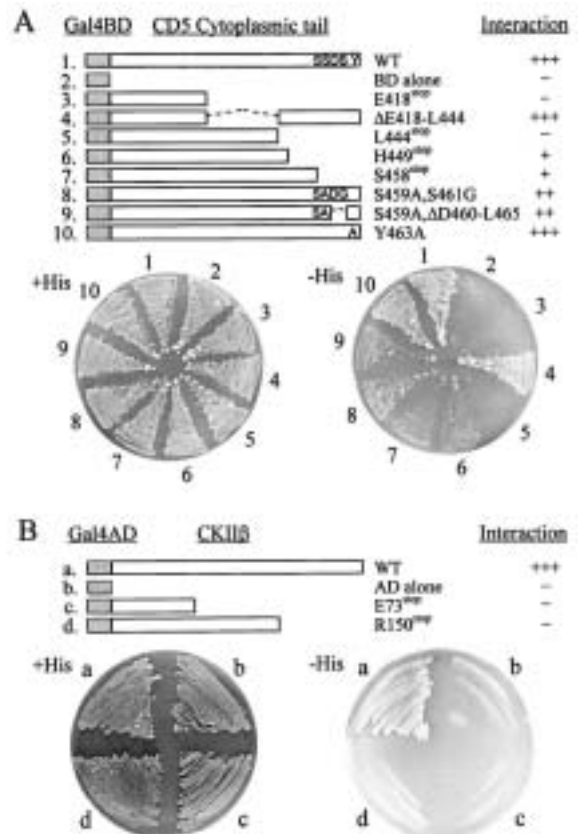 A Gal4BD CD5 Cytoplasmic tail Interaction
1. SSDS Y WT +++
2. BD alone –
3. E418stop –
4. ΔE418-L444 +++
5. L444stop –
6. H449stop +
7. S458stop +
8. SADG S459A,S461G ++
9. SA S459A,ΔD460-L465 ++
10. A Y463A +++
+His 1 2 3 4 5 6 7 8 9 10
-His 1 2 3 4 5 6 7 8 9 10
B Gal4AD CKIIβ Interaction
a. WT +++
b. AD alone –
c. E73stop –
d. R150stop –
+His a b c d
-His a b c d